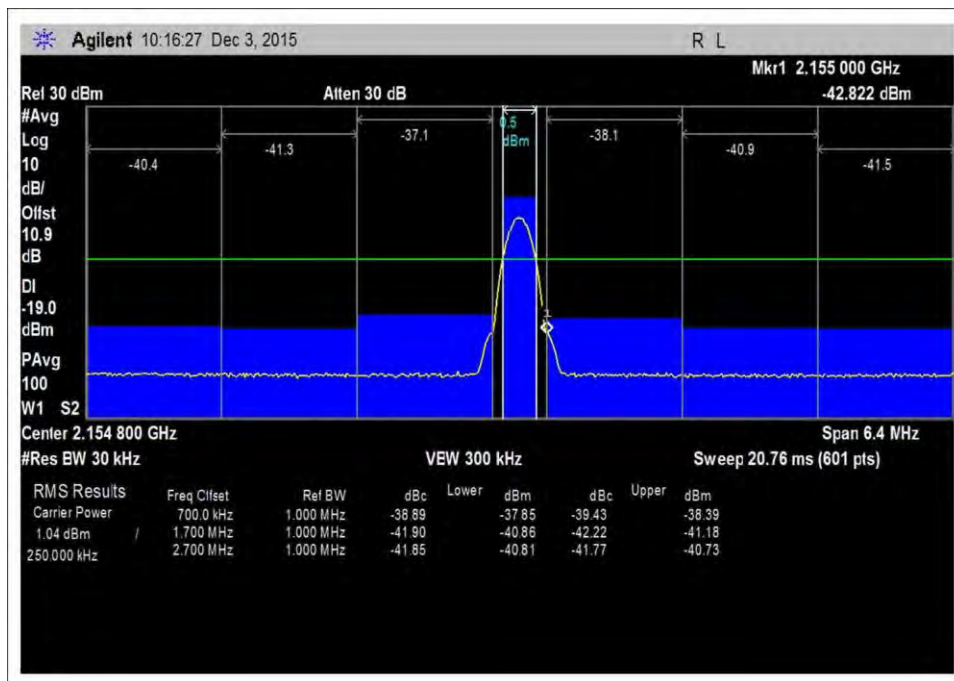 Agilent 10:16:27 Dec 3, 2015 R L
Mkr1 2.155 000 GHz
Rel 30 dBm Atten 30 dB -42.822 dBm
#Avg
Log
10
dB/
Offst
10.9
dB
DI
-19.0
dBm
PAvg
100
W1 S2
-40.4
-41.3
-37.1
0.5
dBm
-38.1
-40.9
-41.5
1
Center 2.154 800 GHz Span 6.4 MHz
#Res BW 30 kHz VEW 300 kHz Sweep 20.76 ms (601 pts)
RMS Results Freq Clfset Ref BW dBc Lower dBm dBc Upper dBm
Carrier Power 700.0 kHz 1.000 MHz -38.89 -37.85 -39.43 -38.39
1.04 dBm / 1.700 MHz 1.000 MHz -41.90 -40.86 -42.22 -41.18
250.000 kHz 2.700 MHz 1.000 MHz -41.85 -40.81 -41.77 -40.73